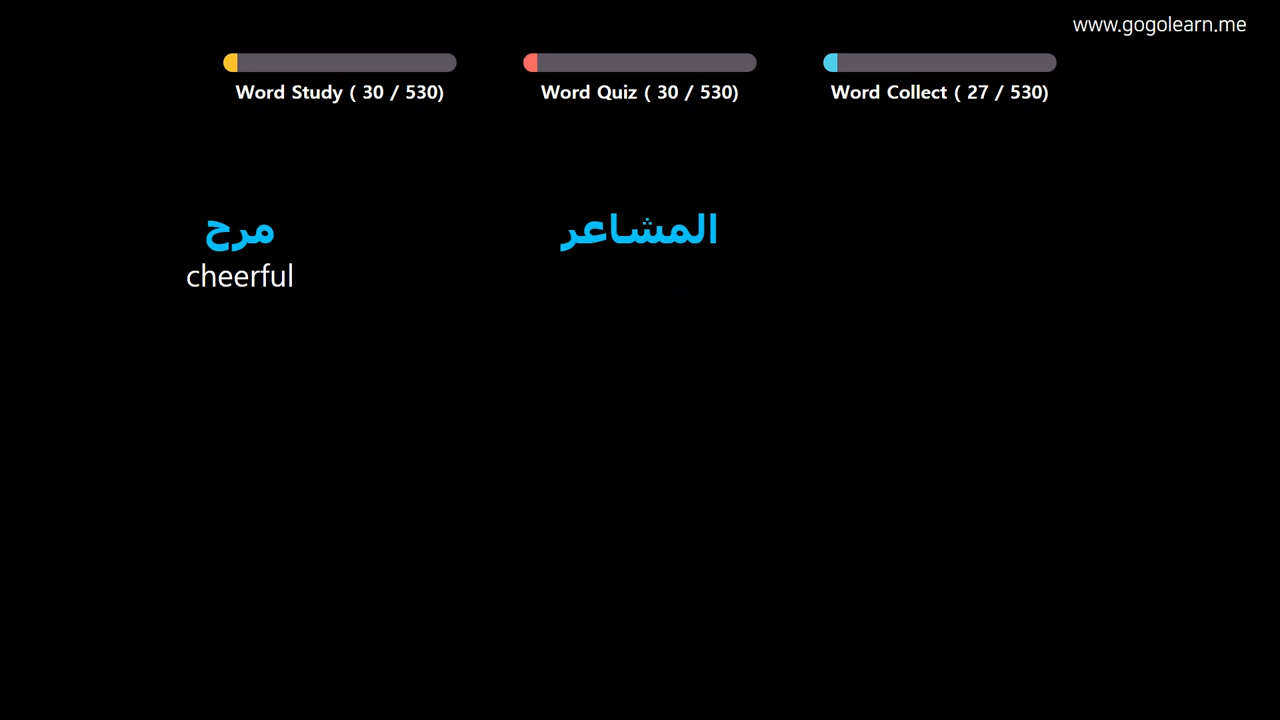 www.gogolearn.me
Word Study ( 30 / 530)
Word Quiz ( 30 / 530)
Word Collect ( 27 / 530)
مرح
cheerful
المشاعر